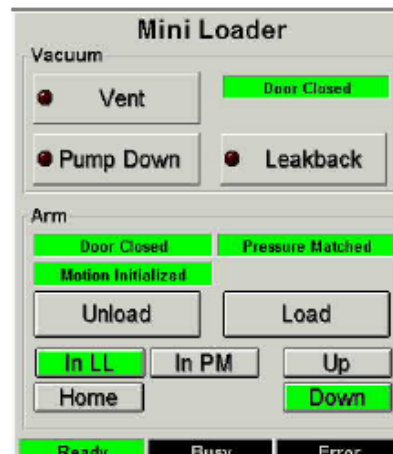 Mini Loader
Vacuum
Vent
Door Closed
Pump Down
Leakback
Arm
Door Closed
Pressure Matched
Motion Initialized
Unload
Load
In LL
In PM
Up
Home
Down
Ready
Busy
Error